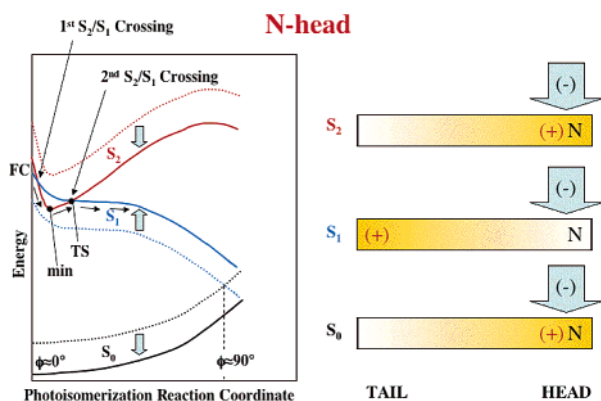 N-head
1st S2/S1 Crossing
2nd S2/S1 Crossing
FC
S2
S1
TS
min
Energy
S0
ϕ≈0°
ϕ≈90°
Photoisomerization Reaction Coordinate
(-)
S2
(+) N
(-)
S1
(+)
N
(-)
S0
(+) N
TAIL
HEAD